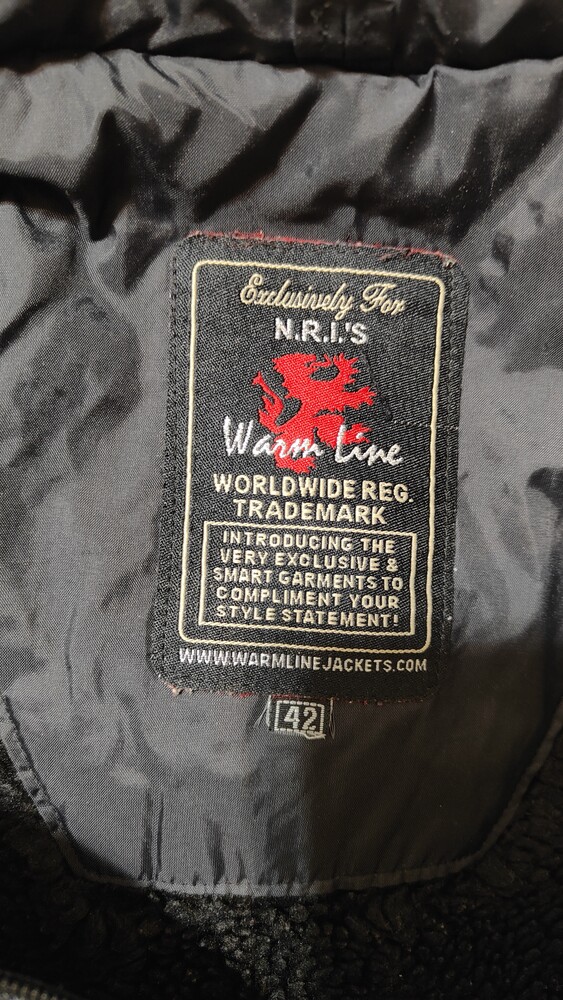 Exclusively For
N.R.I.'S
Warm Line
WORLDWIDE REG.
TRADEMARK
INTRODUCING THE
VERY EXCLUSIVE &
SMART GARMENTS TO
COMPLIMENT YOUR
STYLE STATEMENT!
WWW.WARMLINEJACKETS.COM
42